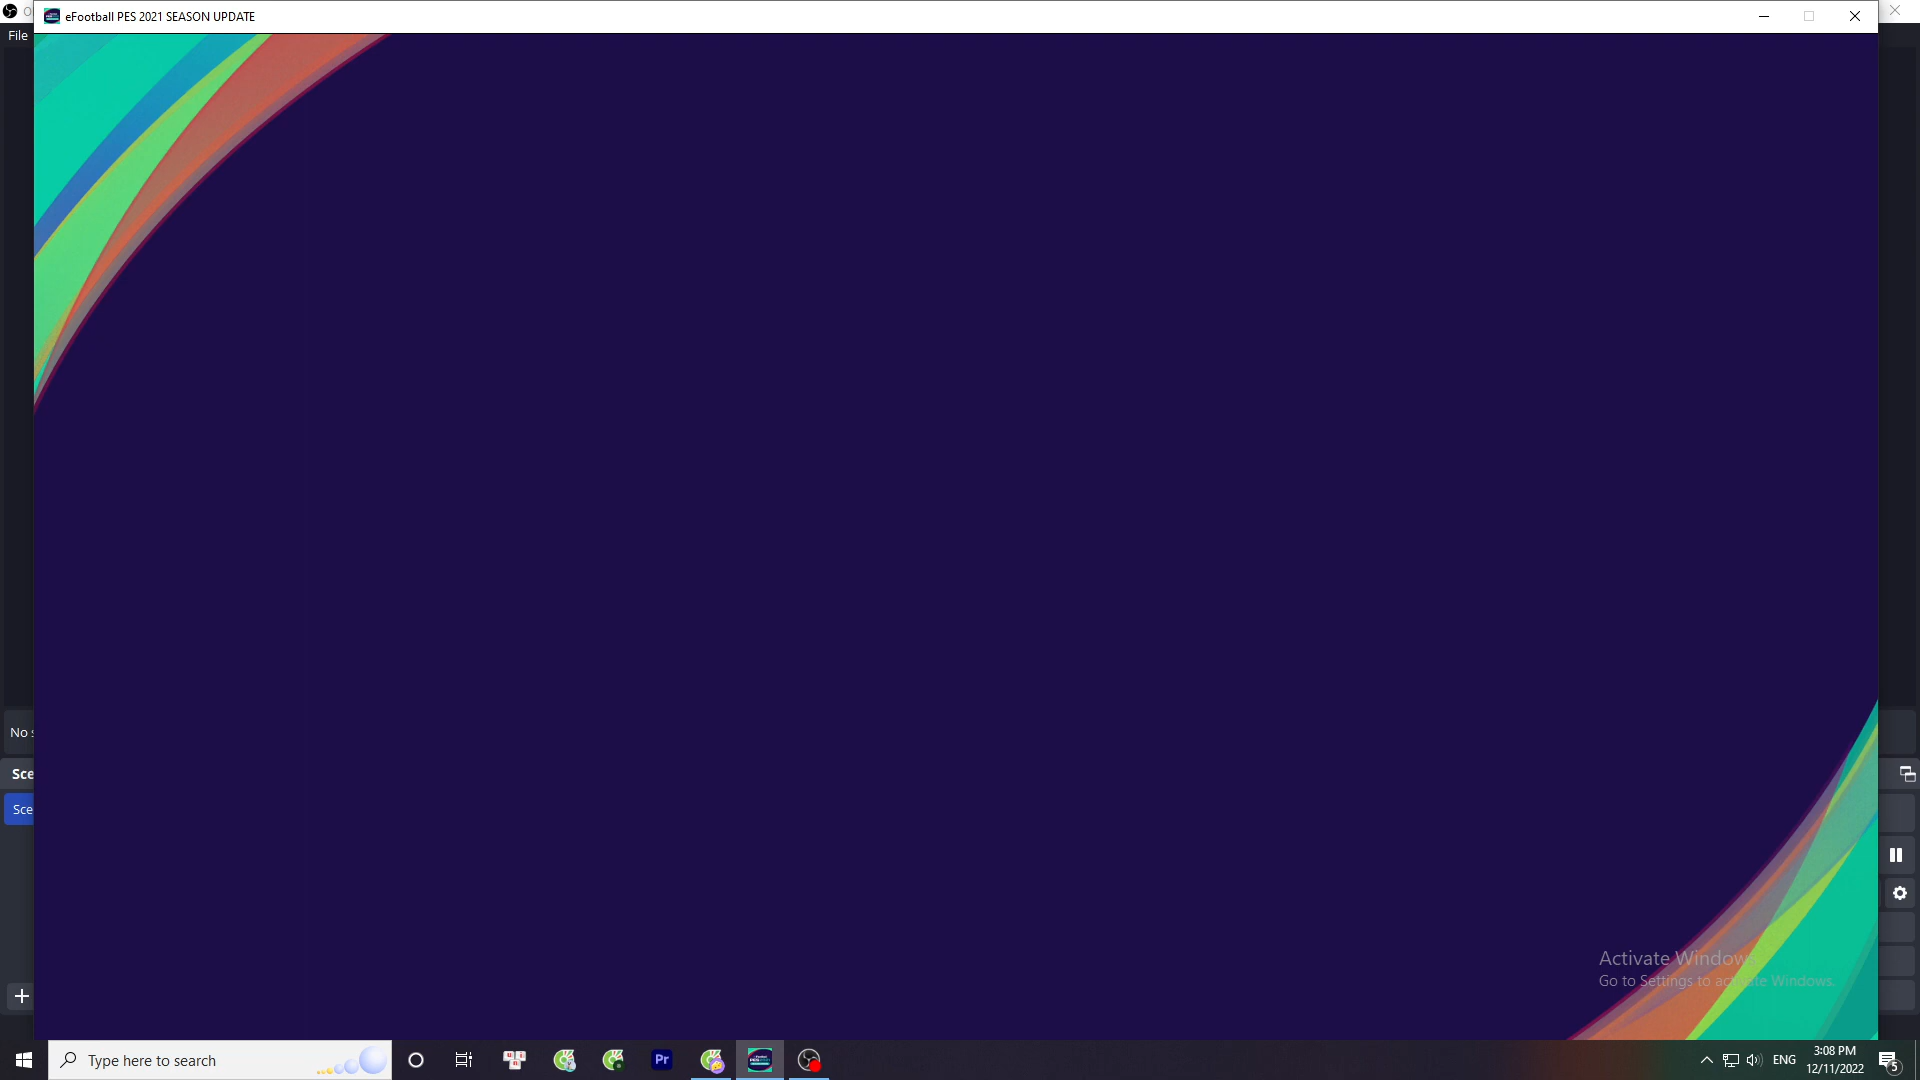 eFootball PES 2021 SEASON UPDATE
File
No
Sce
Sce
Activate Windows
Go to Settings to activate Windows.
Type here to search
Pr
ENG
3:08 PM
12/11/2022
5